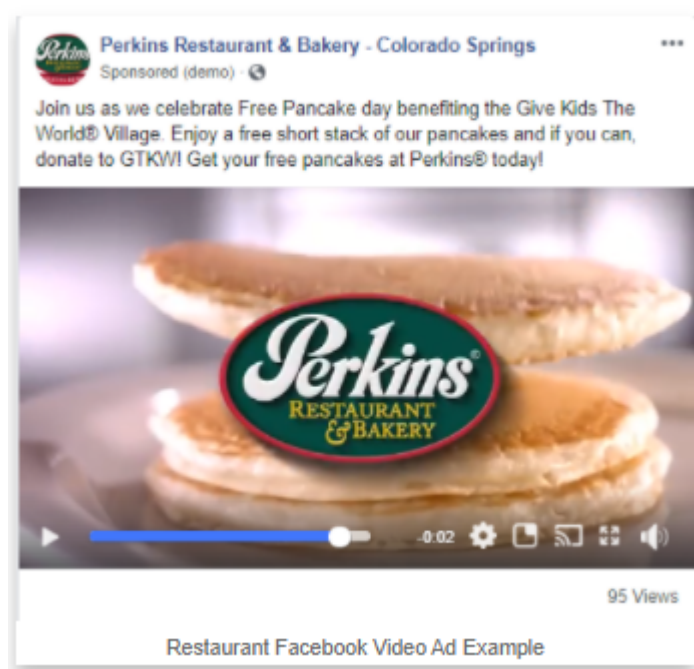 Perkins Restaurant & Bakery - Colorado Springs
Sponsored (demo) ·
Join us as we celebrate Free Pancake day benefiting the Give Kids The
World® Village. Enjoy a free short stack of our pancakes and if you can,
donate to GTKW! Get your free pancakes at Perkins® today!
Perkins®
RESTAURANT
& BAKERY
-0:02
95 Views
Restaurant Facebook Video Ad Example